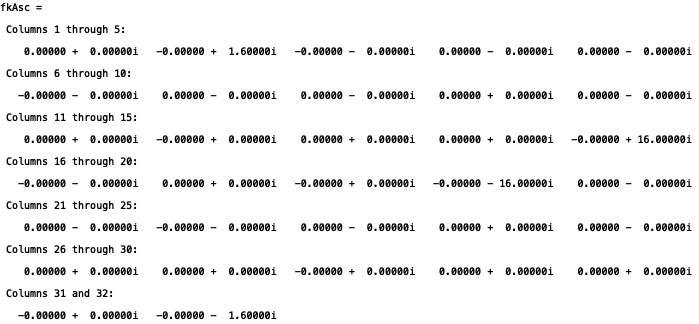 fkAsc =
Columns 1 through 5:
0.00000 + 0.00000i -0.00000 + 1.60000i -0.00000 - 0.00000i 0.00000 - 0.00000i 0.00000 - 0.00000i
Columns 6 through 10:
-0.00000 - 0.00000i 0.00000 - 0.00000i 0.00000 - 0.00000i 0.00000 + 0.00000i 0.00000 - 0.00000i
Columns 11 through 15:
0.00000 + 0.00000i -0.00000 + 0.00000i 0.00000 + 0.00000i 0.00000 + 0.00000i -0.00000 + 16.00000i
Columns 16 through 20:
-0.00000 - 0.00000i 0.00000 + 0.00000i -0.00000 + 0.00000i -0.00000 - 16.00000i 0.00000 - 0.00000i
Columns 21 through 25:
0.00000 - 0.00000i -0.00000 - 0.00000i 0.00000 - 0.00000i 0.00000 + 0.00000i 0.00000 - 0.00000i
Columns 26 through 30:
0.00000 + 0.00000i 0.00000 + 0.00000i -0.00000 + 0.00000i 0.00000 + 0.00000i 0.00000 + 0.00000i
Columns 31 and 32:
-0.00000 + 0.00000i -0.00000 - 1.60000i